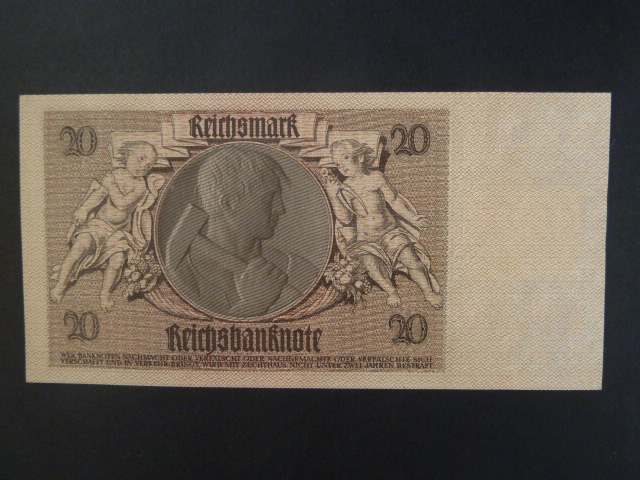 20 Reichsmark 20
20 Reichsbanknote 20
WER BANKNOTEN NACHMACHT ODER VERFÄLSCHT ODER NACHGEMACHTE ODER VERFÄLSCHTE SICH
VERSCHAFFT UND IN VERKEHR BRINGT, WIRD MIT ZUCHTHAUS NICHT UNTER ZWEI JAHREN BESTRAFT